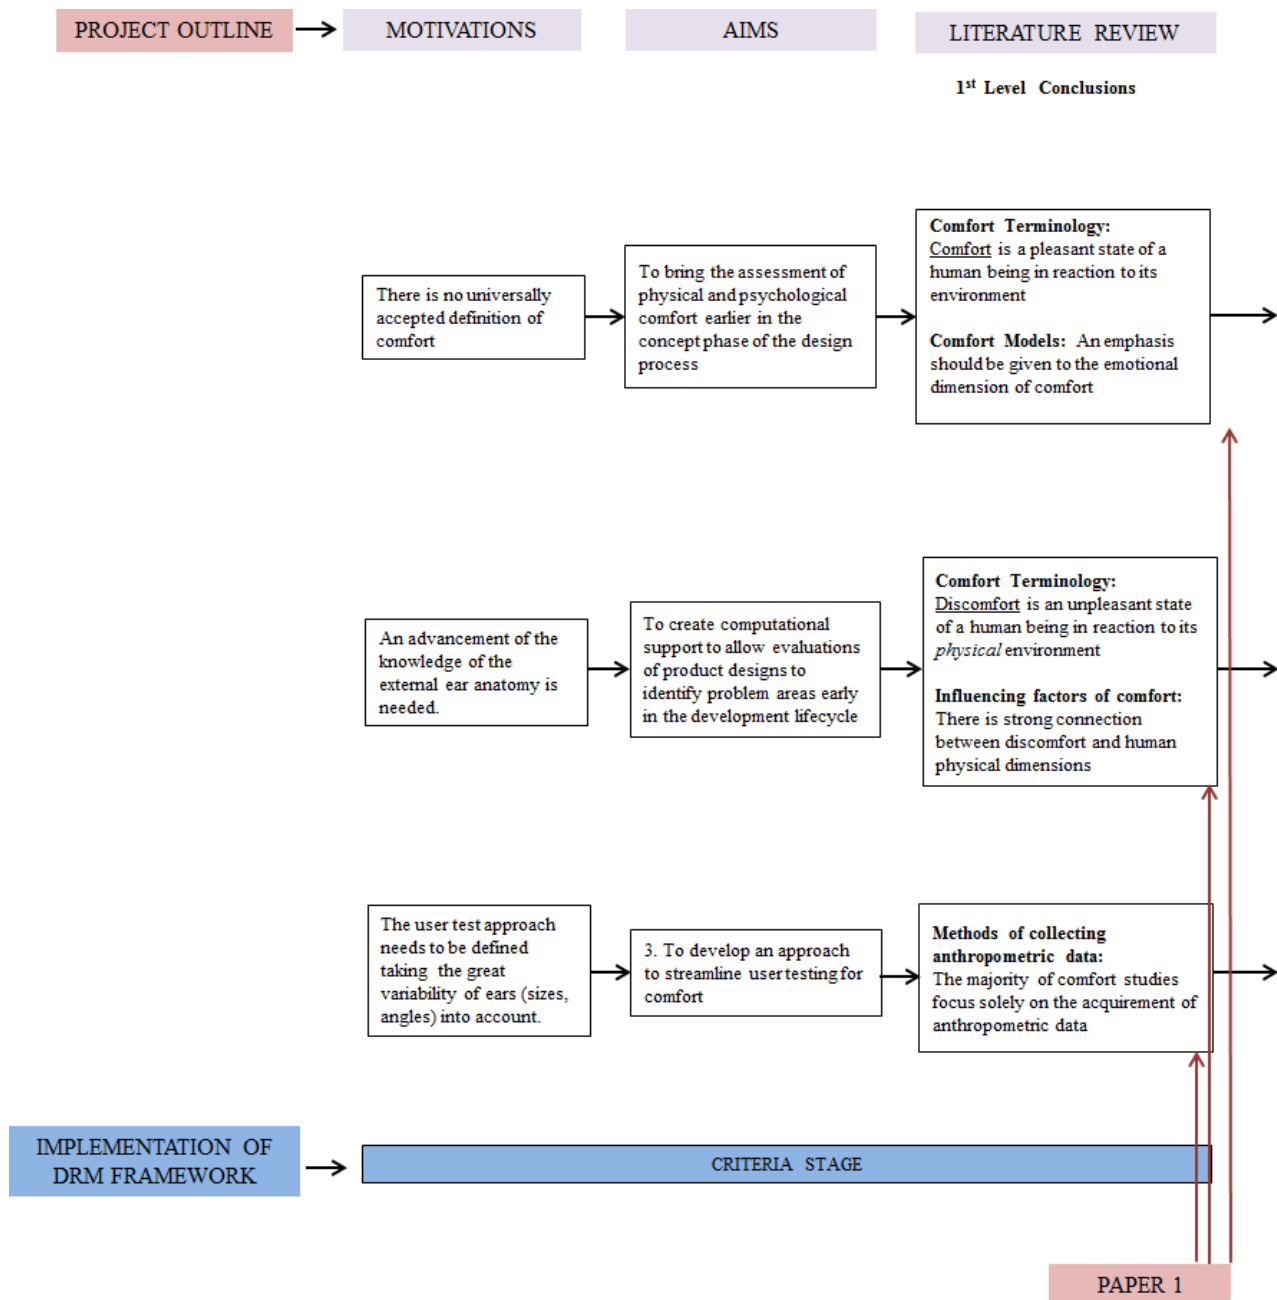 PROJECT OUTLINE
MOTIVATIONS
AIMS
LITERATURE REVIEW
1st Level Conclusions
There is no universally
accepted definition of
comfort
To bring the assessment of
physical and psychological
comfort earlier in the
concept phase of the design
process
Comfort Terminology:
Comfort is a pleasant state of a
human being in reaction to its
environment
Comfort Models: An emphasis
should be given to the emotional
dimension of comfort
An advancement of the
knowledge of the
external ear anatomy is
needed.
To create computational
support to allow evaluations
of product designs to
identify problem areas early
in the development lifecycle
Comfort Terminology:
Discomfort is an unpleasant state
of a human being in reaction to its
physical environment
Influencing factors of comfort:
There is strong connection
between discomfort and human
physical dimensions
The user test approach
needs to be defined
taking the great
variability of ears (sizes,
angles) into account.
3. To develop an approach
to streamline user testing for
comfort
Methods of collecting
anthropometric data:
The majority of comfort studies
focus solely on the acquirement of
anthropometric data
IMPLEMENTATION OF
DRM FRAMEWORK
CRITERIA STAGE
PAPER 1